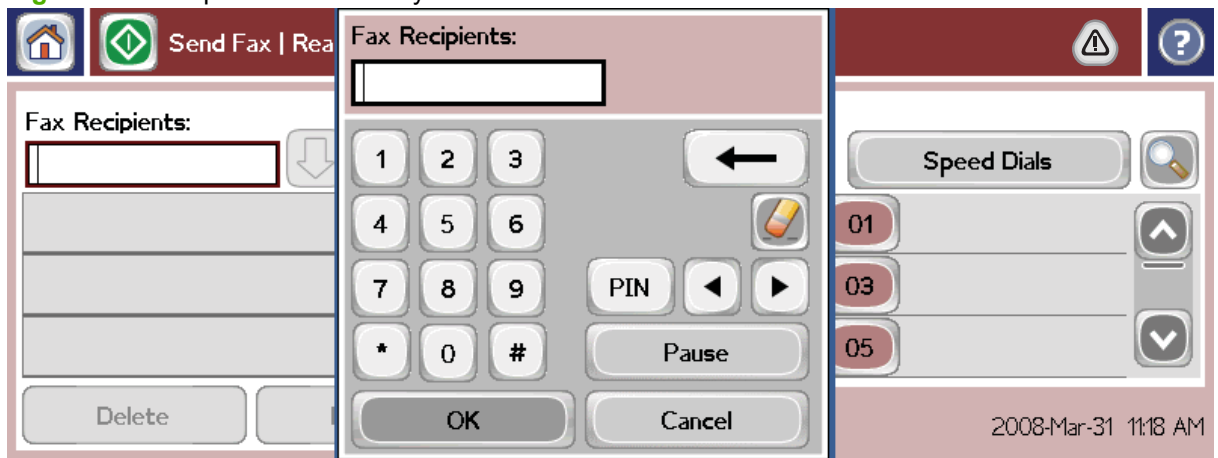 Send Fax | Rea
?
Fax Recipients:
Fax Recipients:
1 2 3
4 5 6
7 8 9
* 0 #
PIN
Pause
OK
Cancel
Speed Dials
01
03
05
Delete
2008-Mar-31 11:18 AM